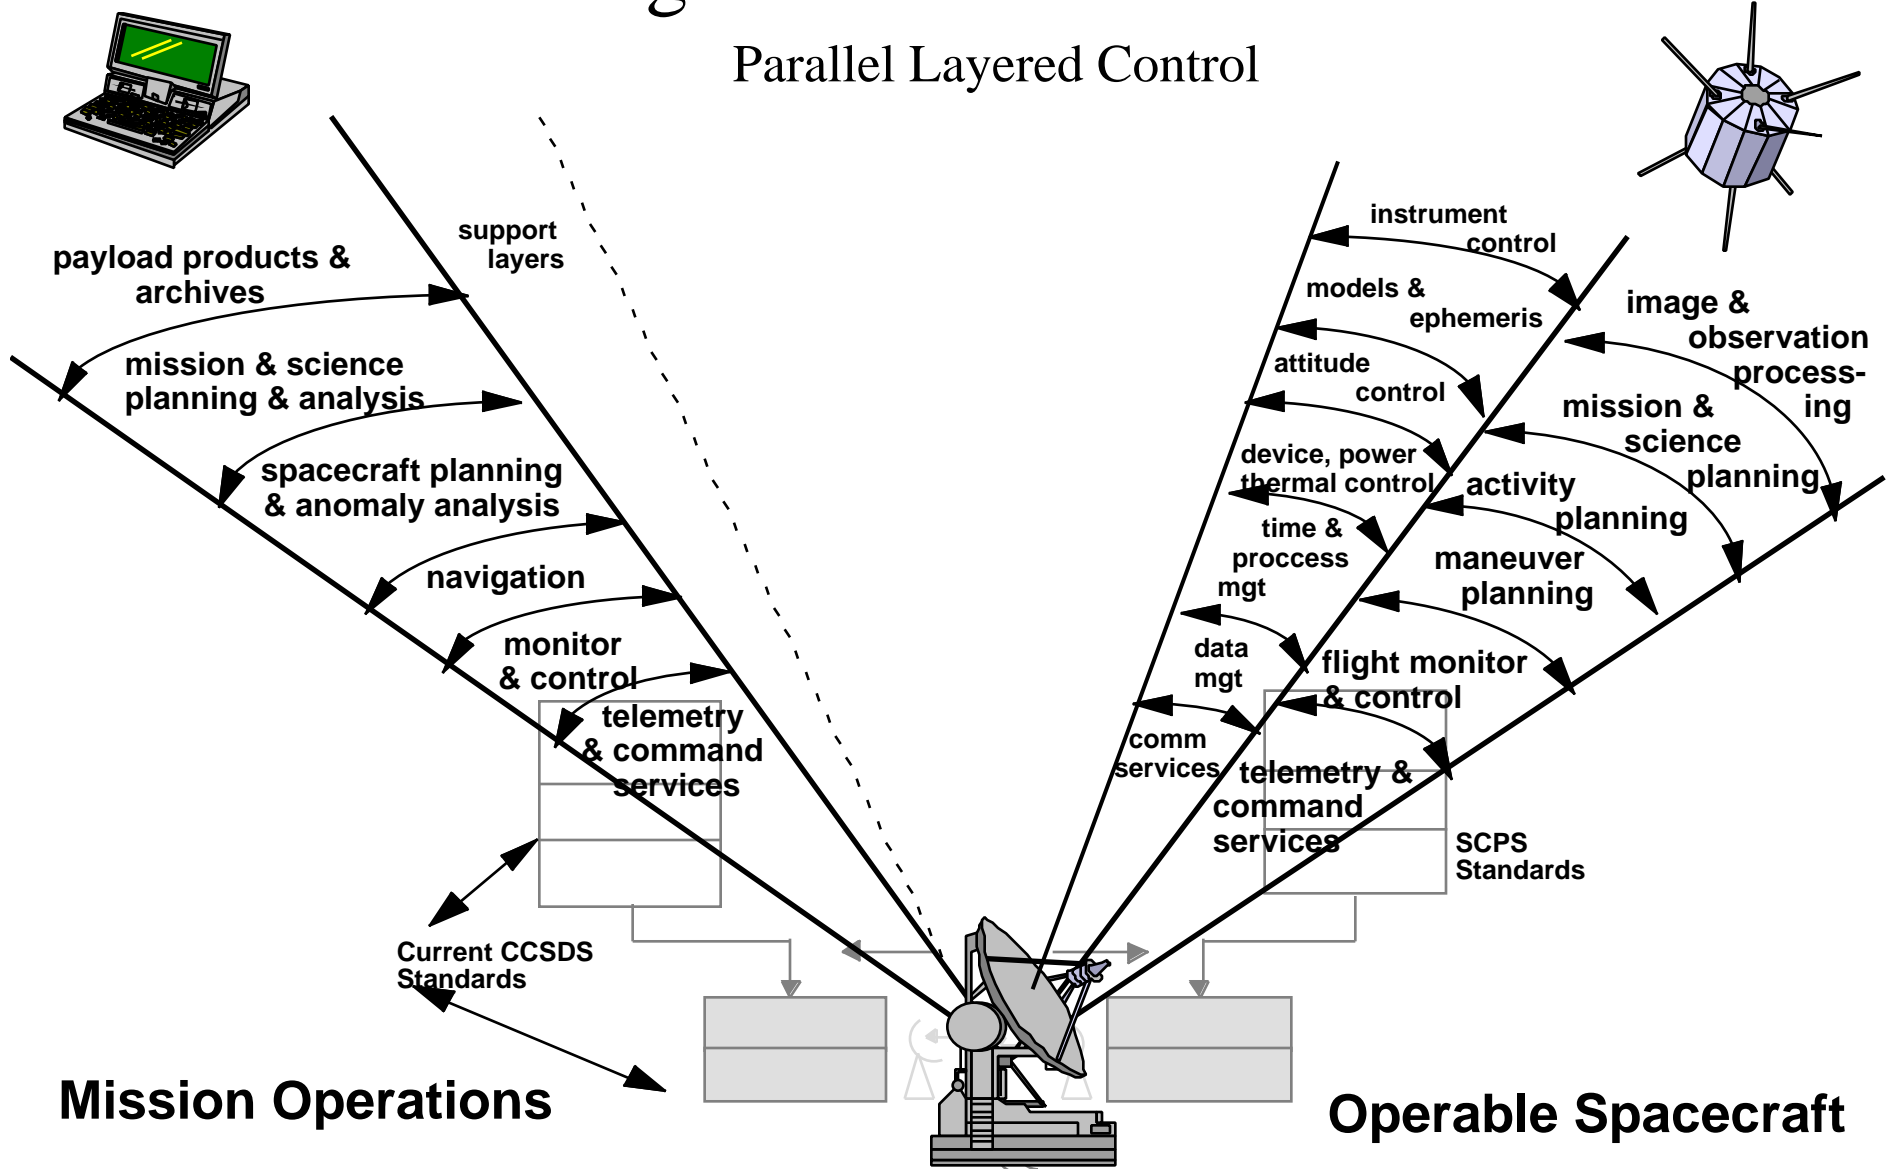 g
Parallel Layered Control
support
layers
payload products &
archives
mission & science
planning & analysis
spacecraft planning
& anomaly analysis
navigation
monitor
& control
telemetry
& command
services
Current CCSDS
Standards
Mission Operations
instrument
control
models &
ephemeris
attitude
control
device, power
thermal control
time &
proccess
mgt
data
mgt
comm
services
image &
observation
process-
ing
mission &
science
planning
activity
planning
maneuver
planning
flight monitor
& control
telemetry &
command
services
SCPS
Standards
Operable Spacecraft